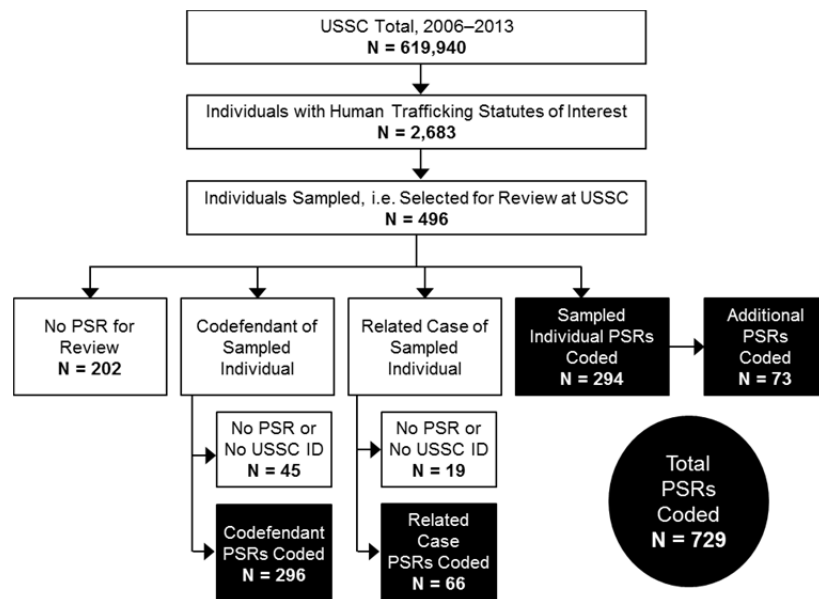 USSC Total, 2006–2013
N = 619,940
Individuals with Human Trafficking Statutes of Interest
N = 2,683
Individuals Sampled, i.e. Selected for Review at USSC
N = 496
No PSR for
Review
N = 202
Codefendant of
Sampled
Individual
Related Case of
Sampled
Individual
Sampled
Individual PSRs
Coded
N = 294
Additional
PSRs
Coded
N = 73
No PSR or
No USSC ID
N = 45
No PSR or
No USSC ID
N = 19
Codefendant
PSRs Coded
N = 296
Related
Case
PSRs Coded
N = 66
Total
PSRs
Coded
N = 729